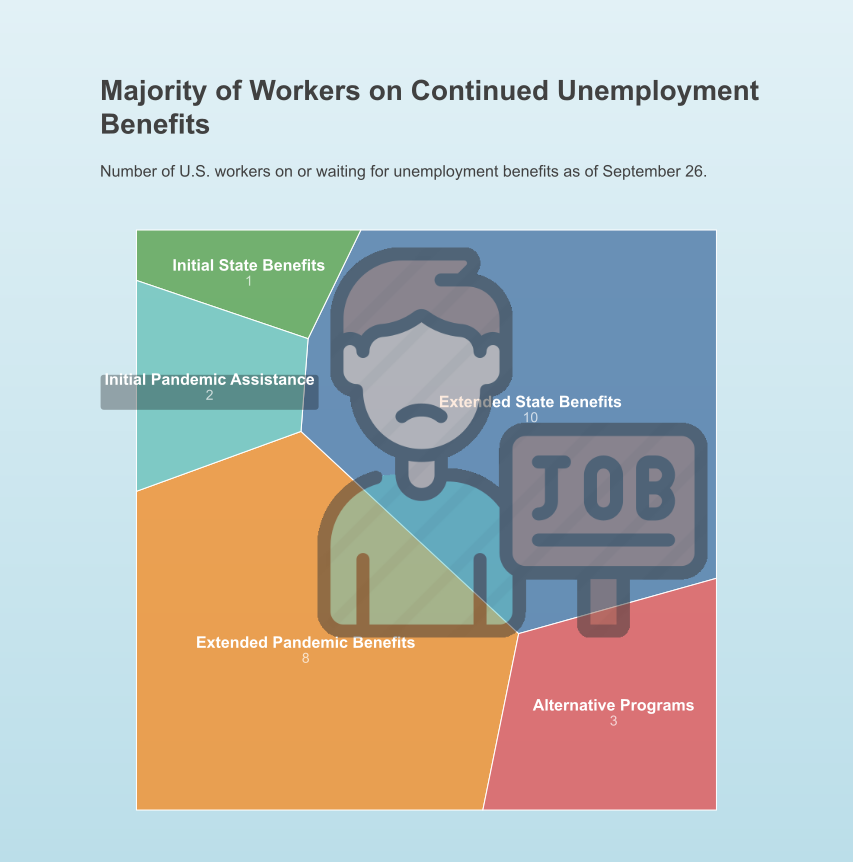 Majority of Workers on Continued Unemployment
Benefits
Number of U.S. workers on or waiting for unemployment benefits as of September 26.
Initial State Benefits
1
Initial Pandemic Assistance
2
Extended State Benefits
10
JOB
Extended Pandemic Benefits
8
Alternative Programs
3